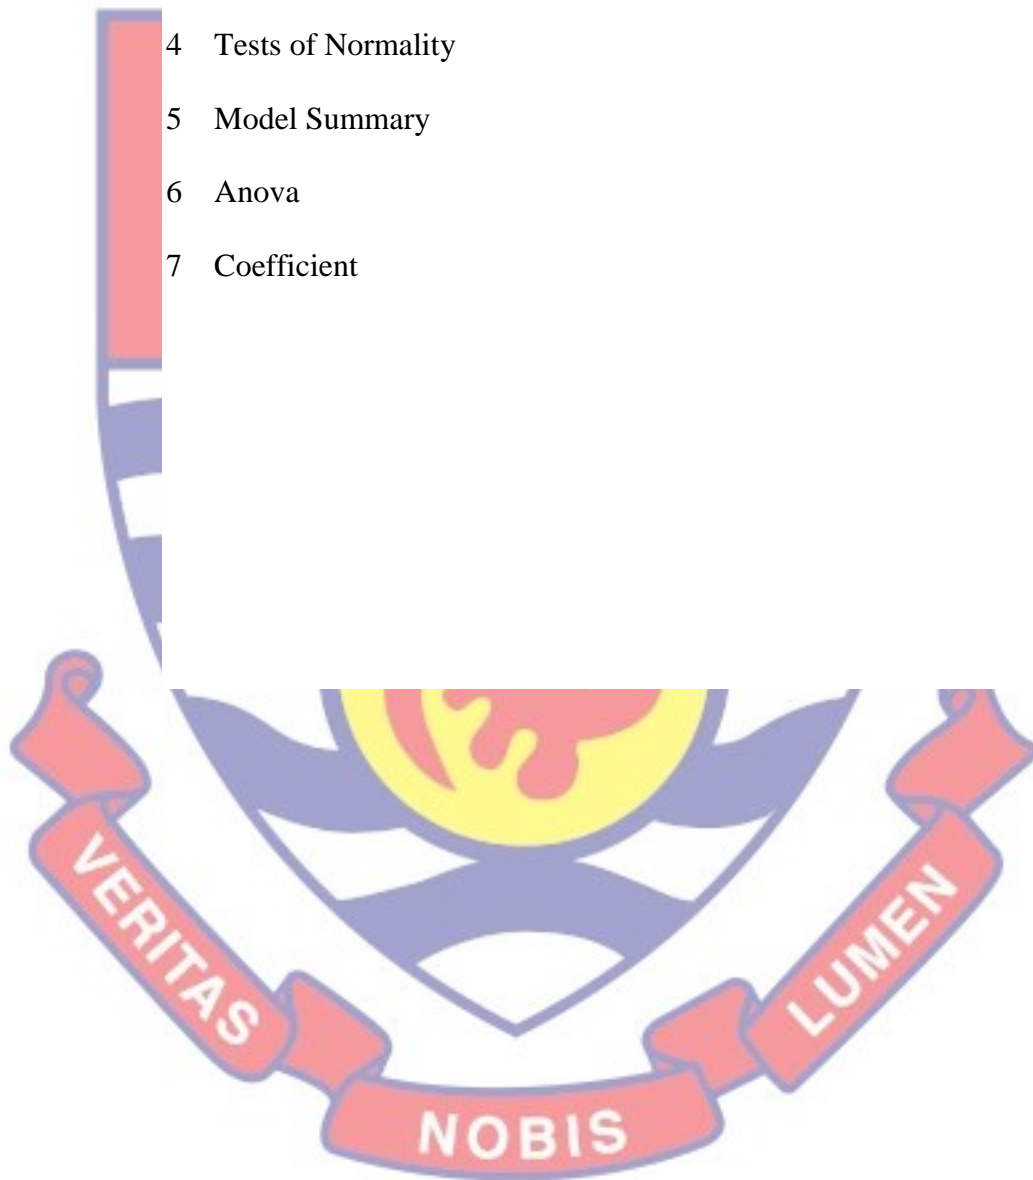 4 Tests of Normality
5 Model Summary
6 Anova
7 Coefficient
VERITAS
NOBIS
LUMEN